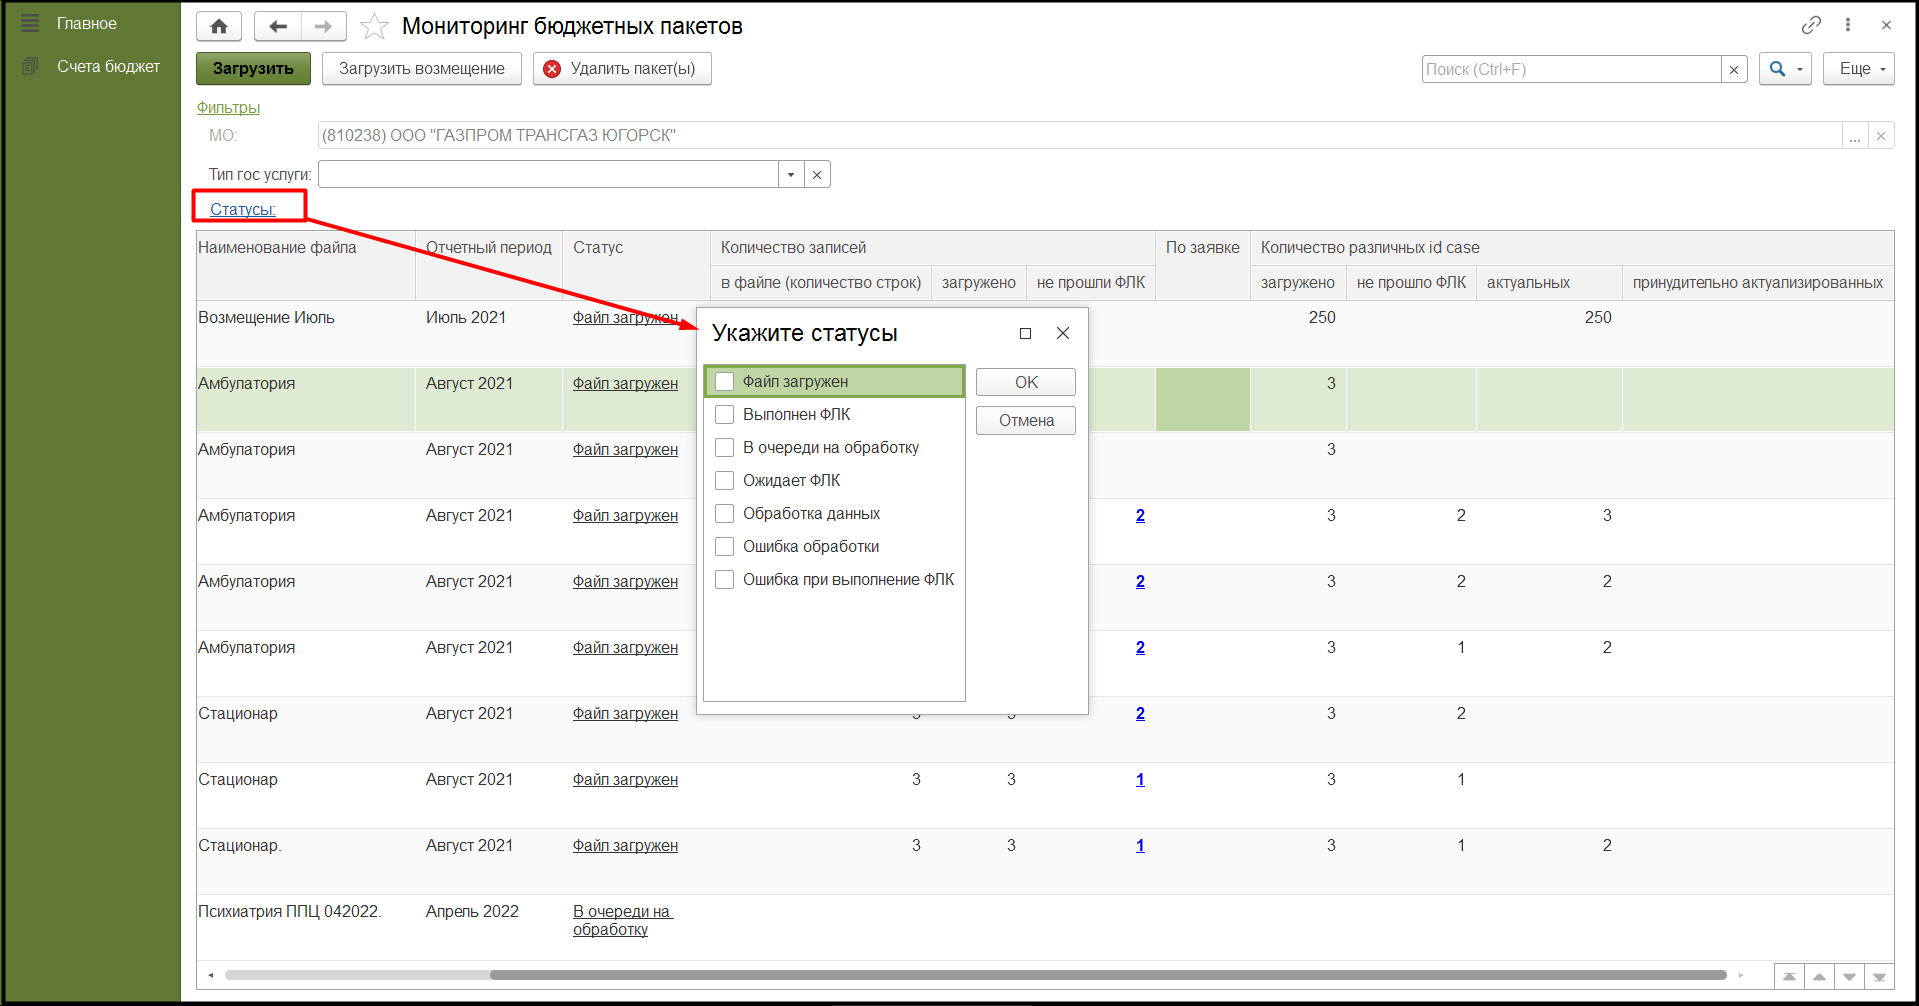 Главное
Счета бюджет
Мониторинг бюджетных пакетов
Загрузить
Загрузить возмещение
Удалить пакет(ы)
Поиск (Ctrl+F)
Еще
Фильтры
МО:
(810238) ООО "ГАЗПРОМ ТРАНСГАЗ ЮГОРСК"
...
Тип гос услуги:
Статусы:
Наименование файла Отчетный период Статус Количество записей По заявке Количество различных id case
в файле (количество строк) загружено не прошли ФЛК загружено не прошло ФЛК актуальных принудительно актуализированных
Возмещение Июль Июль 2021 Файл загружен 250 250
Амбулатория Август 2021 Файл загружен 3
Амбулатория Август 2021 Файл загружен 3
Амбулатория Август 2021 Файл загружен 2 3 2 3
Амбулатория Август 2021 Файл загружен 2 3 2 2
Амбулатория Август 2021 Файл загружен 2 3 1 2
Стационар Август 2021 Файл загружен 2 3 2
Стационар Август 2021 Файл загружен 3 3 1 3 1
Стационар. Август 2021 Файл загружен 3 3 1 3 1 2
Психиатрия ППЦ 042022. Апрель 2022 В очереди на
обработку
Укажите статусы
Файл загружен
Выполнен ФЛК
В очереди на обработку
Ожидает ФЛК
Обработка данных
Ошибка обработки
Ошибка при выполнение ФЛК
OK
Отмена